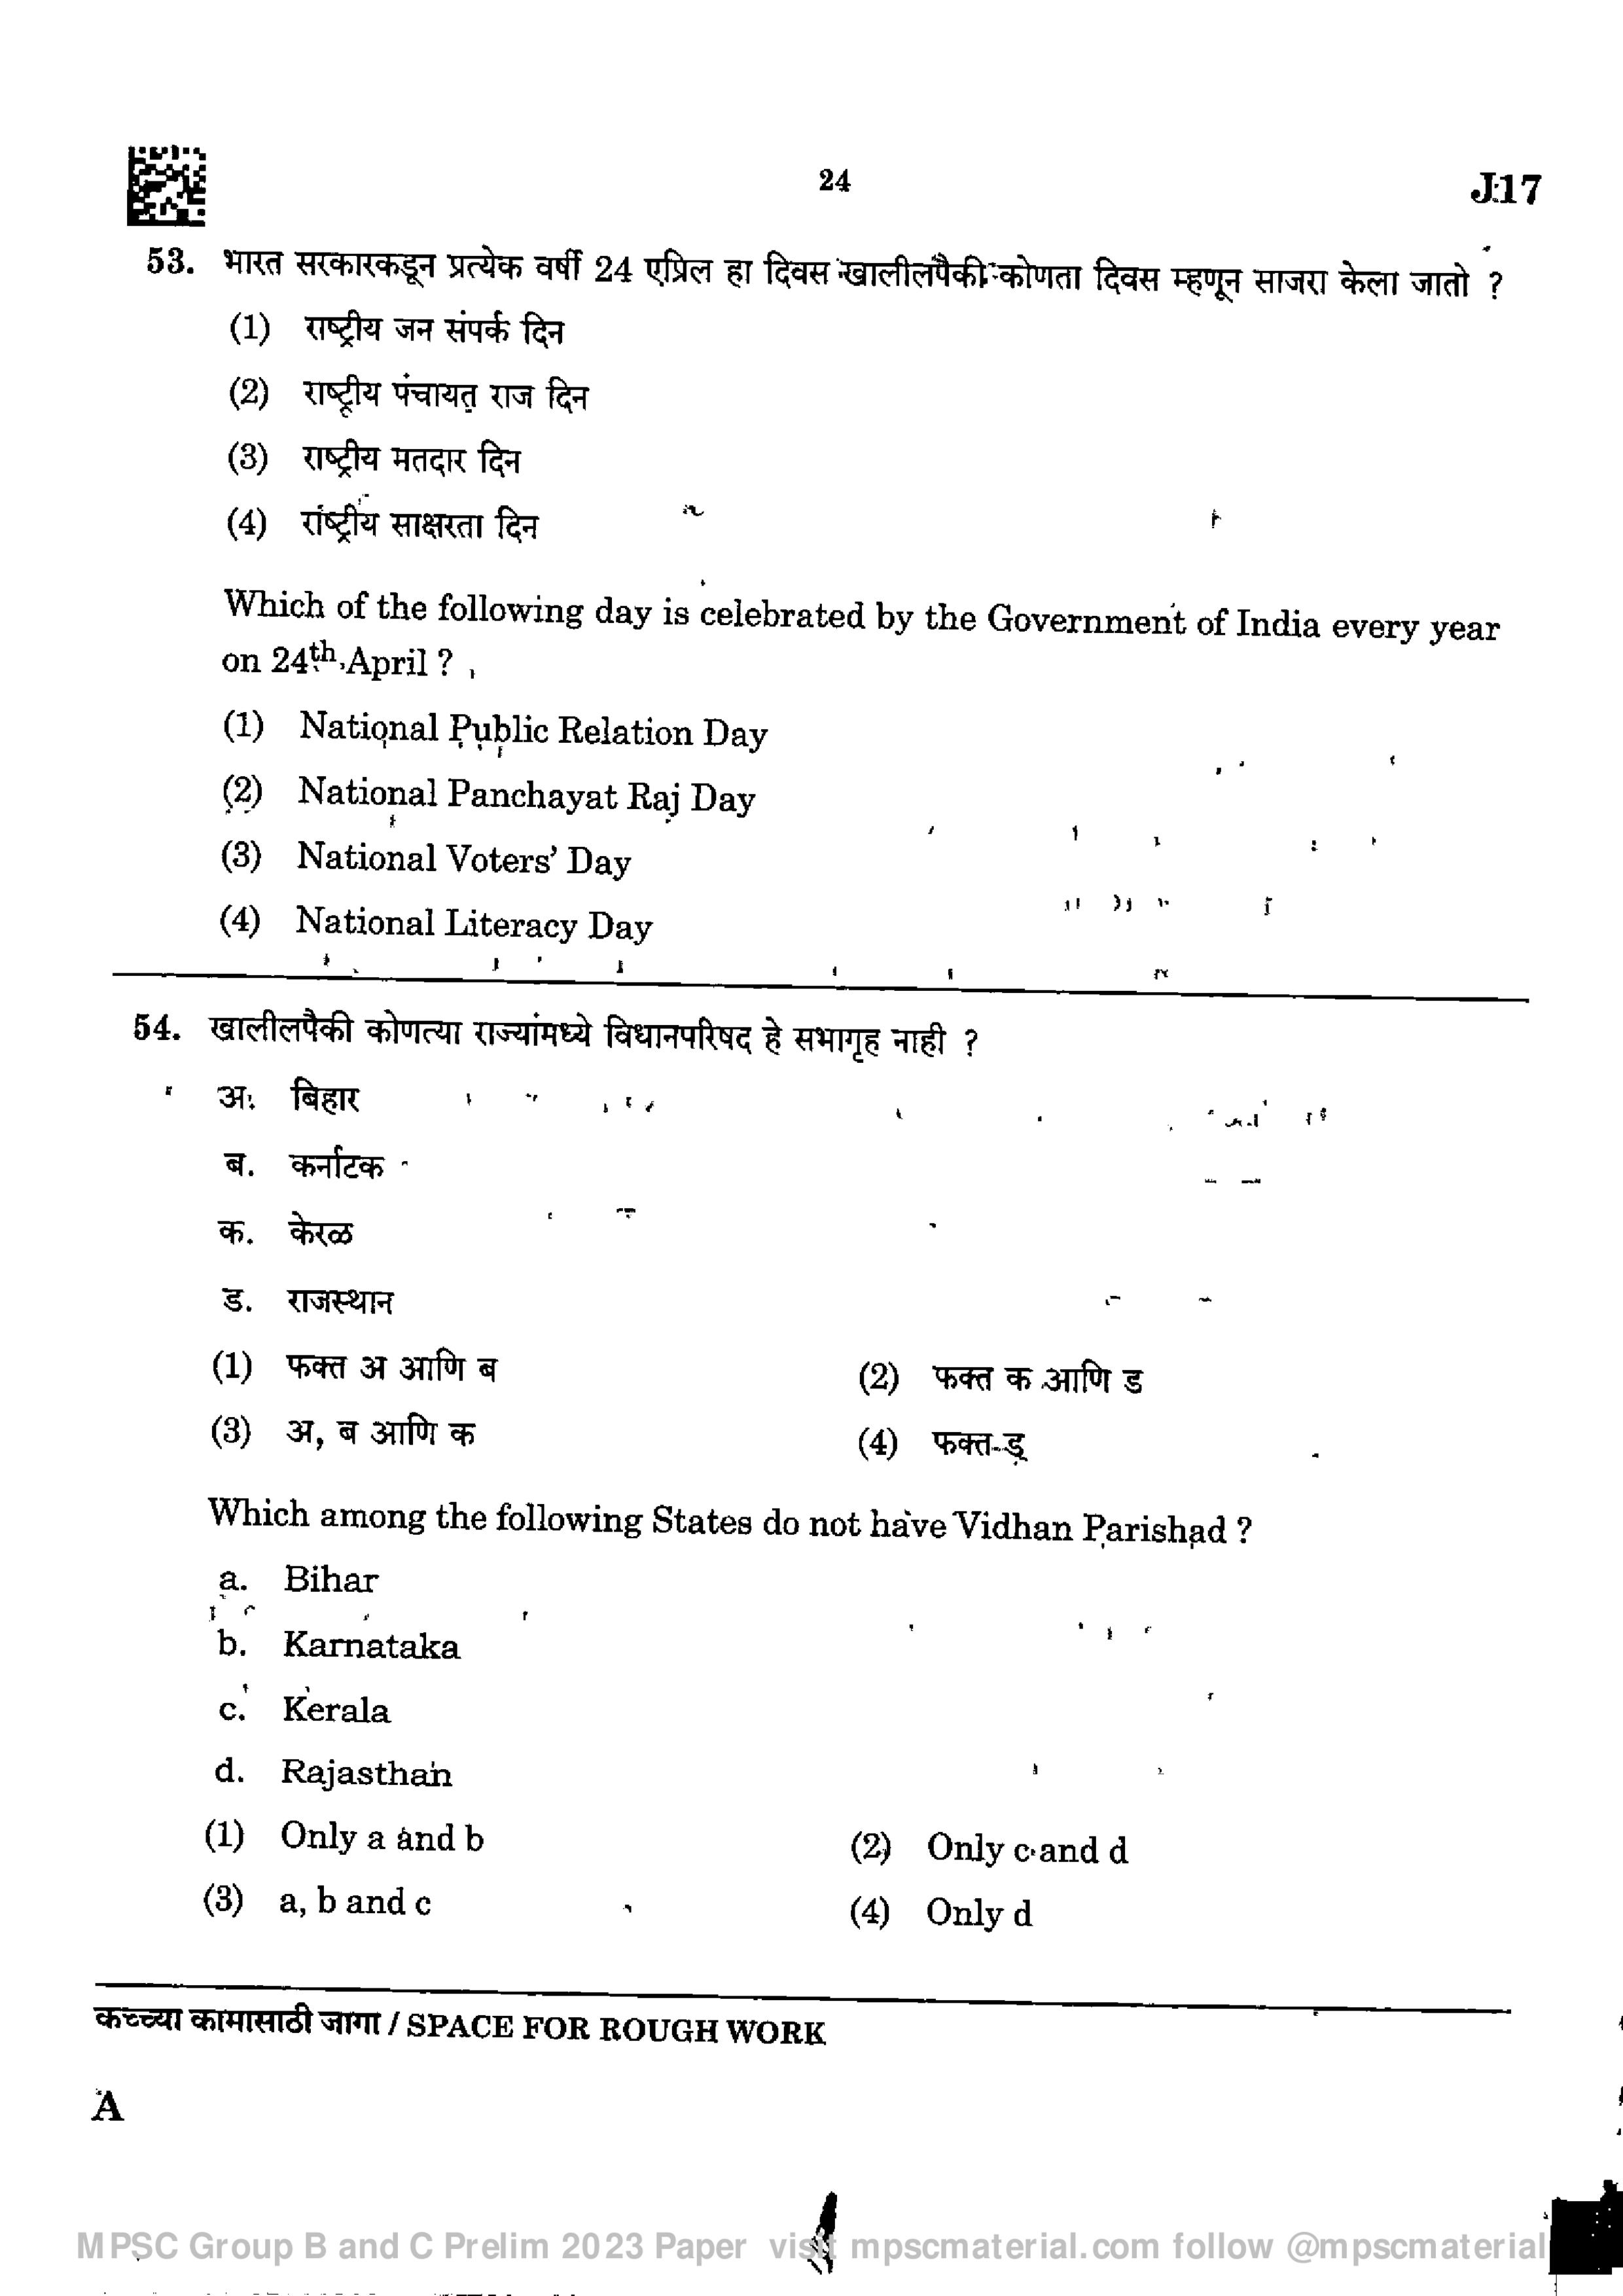 24
J-17
53. भारत सरकारकडून प्रत्येक वर्षी 24 एप्रिल हा दिवस खालीलपैकी कोणता दिवस म्हणून साजरा केला जातो ?
(1) राष्ट्रीय जन संपर्क दिन
(2) राष्ट्रीय पंचायत राज दिन
(3) राष्ट्रीय मतदार दिन
(4) राष्ट्रीय साक्षरता दिन
Which of the following day is celebrated by the Government of India every year
on 24th April ?
(1) National Public Relation Day
(2) National Panchayat Raj Day
(3) National Voters' Day
(4) National Literacy Day
54. खालीलपैकी कोणत्या राज्यांमध्ये विधानपरिषद हे सभागृह नाही ?
अ. बिहार
ब. कर्नाटक
क. केरळ
ड. राजस्थान
(1) फक्त अ आणि ब (2) फक्त क आणि ड
(3) अ, ब आणि क (4) फक्त ड
Which among the following States do not have Vidhan Parishad ?
a. Bihar
b. Karnataka
c. Kerala
d. Rajasthan
(1) Only a and b (2) Only c and d
(3) a, b and c (4) Only d
कच्च्या कामासाठी जागा / SPACE FOR ROUGH WORK
A
MPSC Group B and C Prelim 2023 Paper visit mpscmaterial.com follow @mpscmaterial